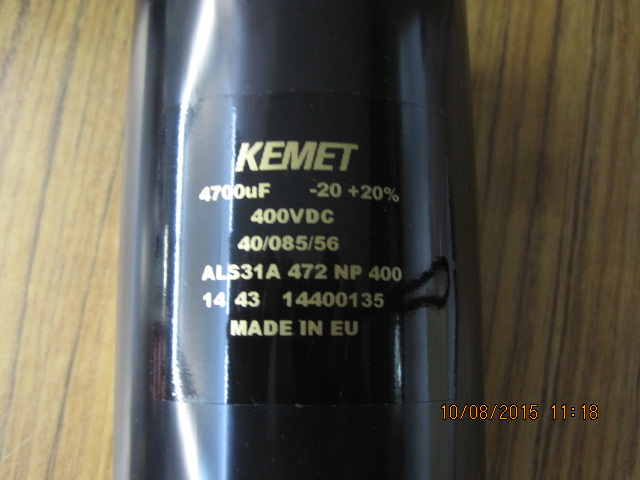 KEMET
4700uF -20 +20%
400VDC
40/085/56
ALS31A 472 NP 400
14 43 14400135
MADE IN EU
10/08/2015 11:18